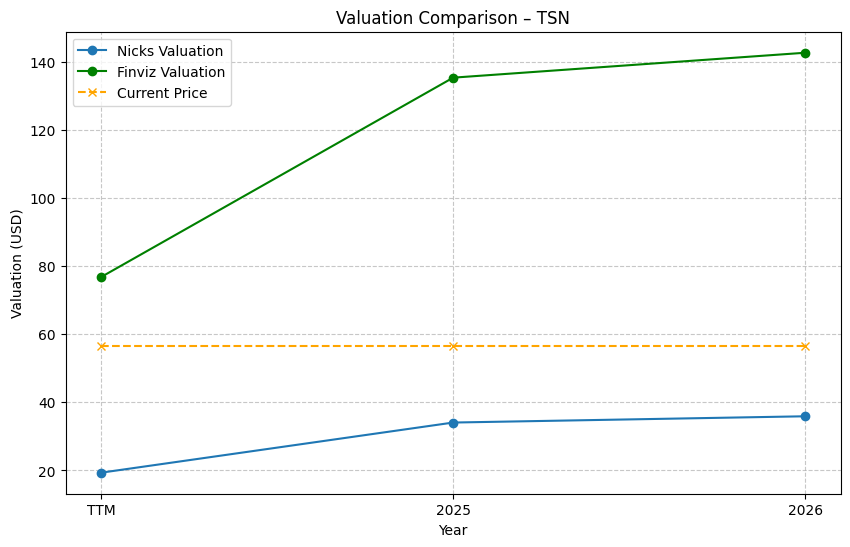 Valuation Comparison – TSN
Nicks Valuation
Finviz Valuation
Current Price
Valuation (USD)
140
120
100
80
60
40
20
TTM
2025
2026
Year